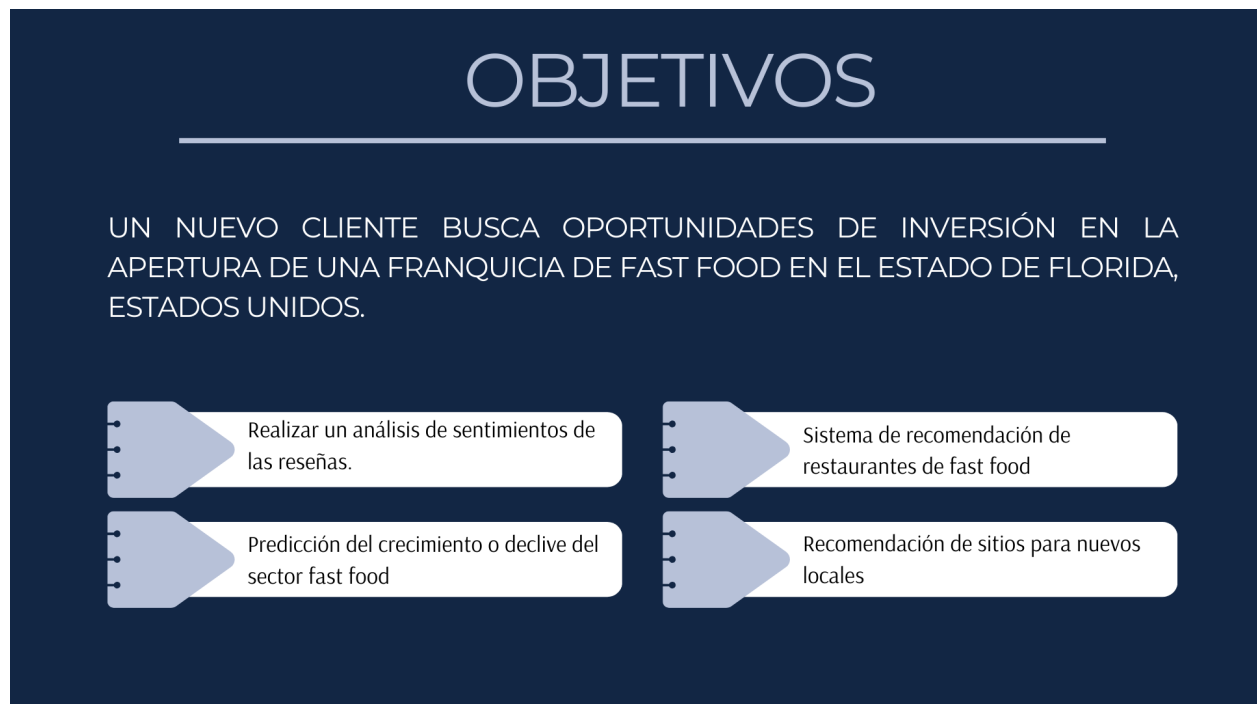 OBJETIVOS
UN NUEVO CLIENTE BUSCA OPORTUNIDADES DE INVERSIÓN EN LA
APERTURA DE UNA FRANQUICIA DE FAST FOOD EN EL ESTADO DE FLORIDA,
ESTADOS UNIDOS.
Realizar un análisis de sentimientos de
las reseñas.
Sistema de recomendación de
restaurantes de fast food
Predicción del crecimiento o declive del
sector fast food
Recomendación de sitios para nuevos
locales